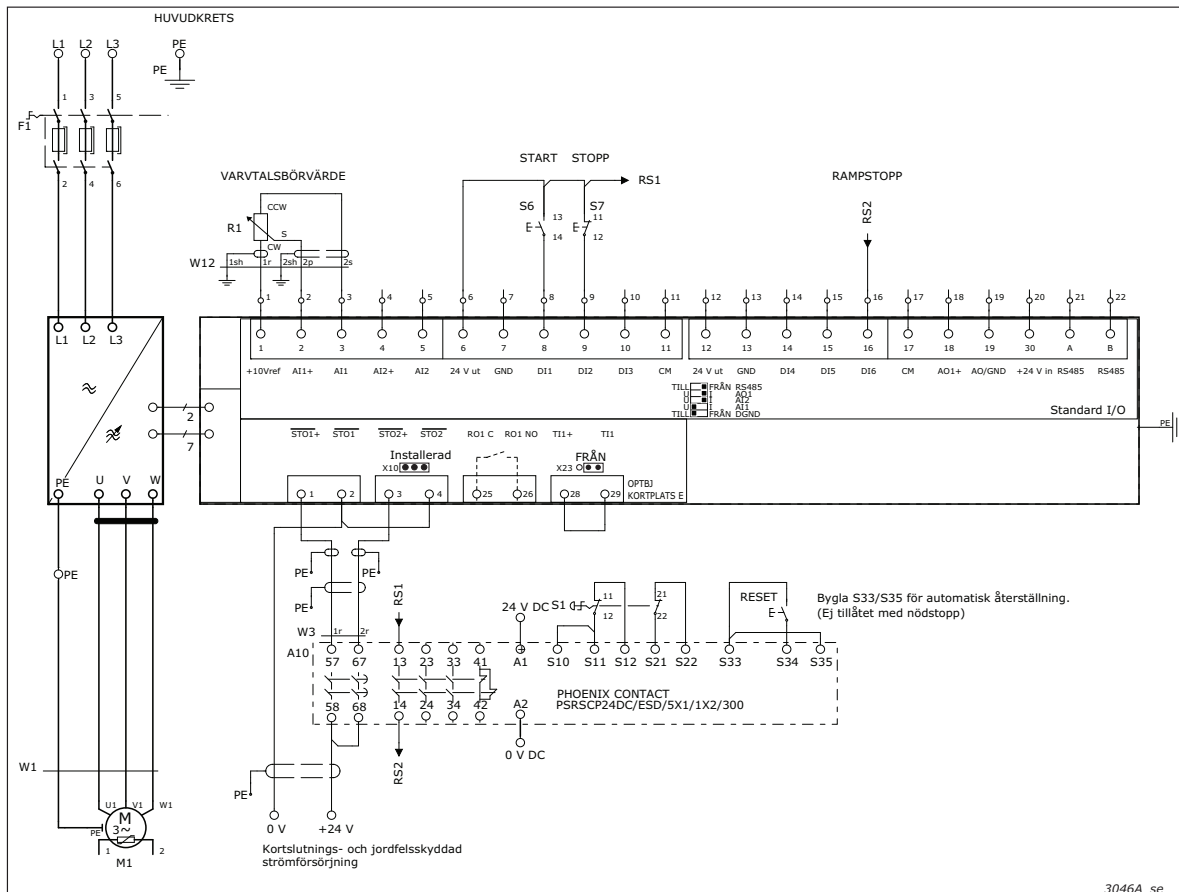 HUVUDKRETS
L1 L2 L3 PE
PE
1 3 5
F1
2 4 6
START STOPP
VARVTALSBÖRVÄRDE RS1 RAMPSTOPP
CCW S6 13 S7 11 RS2
R1 S 14 12
CW
W12 1sh 1r 2sh 2p 2s
1 2 3 4 5 6 7 8 9 10 11 12 13 14 15 16 17 18 19 20 21 22
L1 L2 L3
1 2 3 4 5 6 7 8 9 10 11 12 13 14 15 16 17 18 19 30 A B
+10Vref AI1+ AI1 AI2+ AI2 24 V ut GND DI1 DI2 DI3 CM 24 V ut GND DI4 DI5 DI6 CM AO1+ AO/GND +24 V in RS485 RS485
TILL FRÅN RS485
U I AO1
U I AI2
U I AI1
TILL FRÅN DGND
Standard I/O
2
7
PE
STO1+ STO1 STO2+ STO2 RO1 C RO1 NO TI1+ TI1
Installerad FRÅN
X10 X23
OPTBJ
KORTPLATS E
PE U V W
1 2 3 4 25 26 28 29
PE
PE PE
PE
RS1
24 V DC
S1 11 21
12 22
RESET
Bygla S33/S35 för automatisk återställning.
(Ej tillåtet med nödstopp)
W3 1r 2r
A10
57 67 13 23 33 41 A1 S10 S11 S12 S21 S22 S33 S34 S35
PHOENIX CONTACT
PSRSCP24DC/ESD/5X1/1X2/300
58 68 14 24 34 42 A2
RS2
0 V DC
W1
PE
U1 V1 W1
M
3~
PE
1 2
M1
0 V +24 V
Kortslutnings- och jordfelsskyddad
strömförsörjning
3046A_se